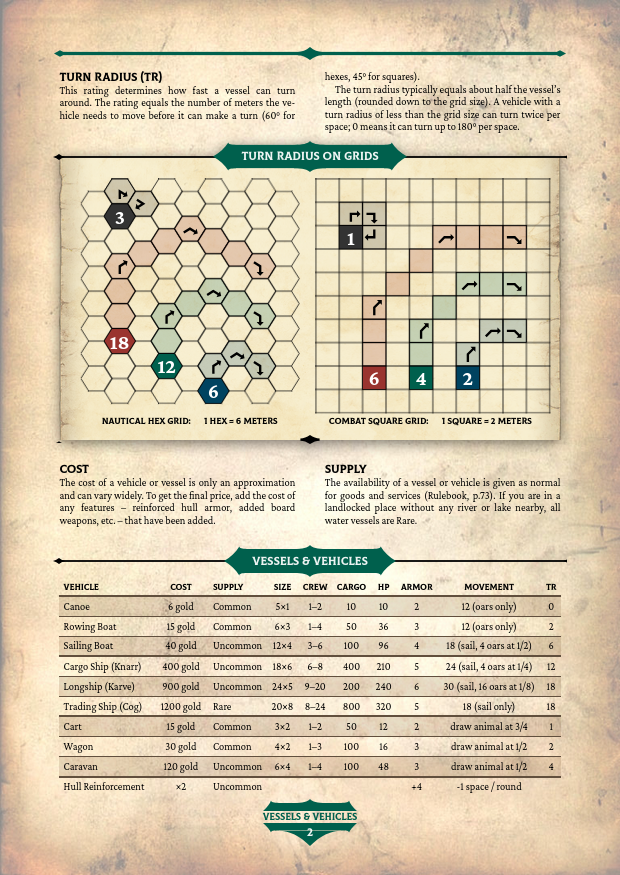 TURN RADIUS (TR)
This rating determines how fast a vessel can turn
around. The rating equals the number of meters the ve-
hicle needs to move before it can make a turn (60° for
hexes, 45° for squares).
The turn radius typically equals about half the vessel's
length (rounded down to the grid size). A vehicle with a
turn radius of less than the grid size can turn twice per
space; 0 means it can turn up to 180° per space.
TURN RADIUS ON GRIDS
3
18
12
6
NAUTICAL HEX GRID: 1 HEX = 6 METERS
1
6
4
2
COMBAT SQUARE GRID: 1 SQUARE = 2 METERS
COST
The cost of a vehicle or vessel is only an approximation
and can vary widely. To get the final price, add the cost of
any features – reinforced hull armor, added board
weapons, etc. – that have been added.
SUPPLY
The availability of a vessel or vehicle is given as normal
for goods and services (Rulebook, p.73). If you are in a
landlocked place without any river or lake nearby, all
water vessels are Rare.
VESSELS & VEHICLES
VEHICLE COST SUPPLY SIZE CREW CARGO HP ARMOR MOVEMENT TR
Canoe 6 gold Common 5×1 1–2 10 10 2 12 (oars only) 0
Rowing Boat 15 gold Common 6×3 1–4 50 36 3 12 (oars only) 2
Sailing Boat 40 gold Uncommon 12×4 3–6 100 96 4 18 (sail, 4 oars at 1/2) 6
Cargo Ship (Knarr) 400 gold Uncommon 18×6 6–8 400 210 5 24 (sail, 4 oars at 1/4) 12
Longship (Karve) 900 gold Uncommon 24×5 9–20 200 240 6 30 (sail, 16 oars at 1/8) 18
Trading Ship (Cog) 1200 gold Rare 20×8 8–24 800 320 5 18 (sail only) 18
Cart 15 gold Common 3×2 1–2 50 12 2 draw animal at 3/4 1
Wagon 30 gold Common 4×2 1–3 100 16 3 draw animal at 1/2 2
Caravan 120 gold Uncommon 6×4 1–4 100 48 3 draw animal at 1/2 4
Hull Reinforcement ×2 Uncommon +4 -1 space / round
VESSELS & VEHICLES
2